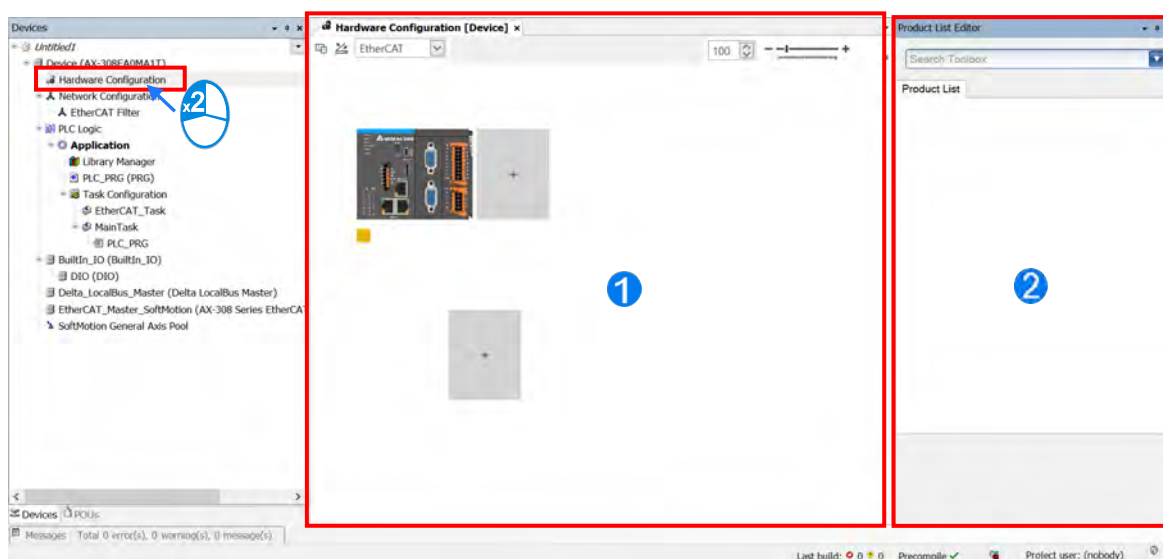 Devices
Untitled1
Device (AX-308EA0MA1T)
Hardware Configuration
Network Configuration
EtherCAT Filter
PLC Logic
Application
Library Manager
PLC_PRG (PRG)
Task Configuration
EtherCAT_Task
MainTask
PLC_PRG
BuiltIn_IO (BuiltIn_IO)
DIO (DIO)
Delta_LocalBus_Master (Delta LocalBus Master)
EtherCAT_Master_SoftMotion (AX-308 Series EtherCA
SoftMotion General Axis Pool
x2
Devices
POUs
Hardware Configuration [Device]
EtherCAT
100
1
Product List Editor
Search Toolbox
Product List
2
Messages Total 0 error(s), 0 warning(s), 0 message(s)
Last build: 0 0 Precompile Project user: (nobody)